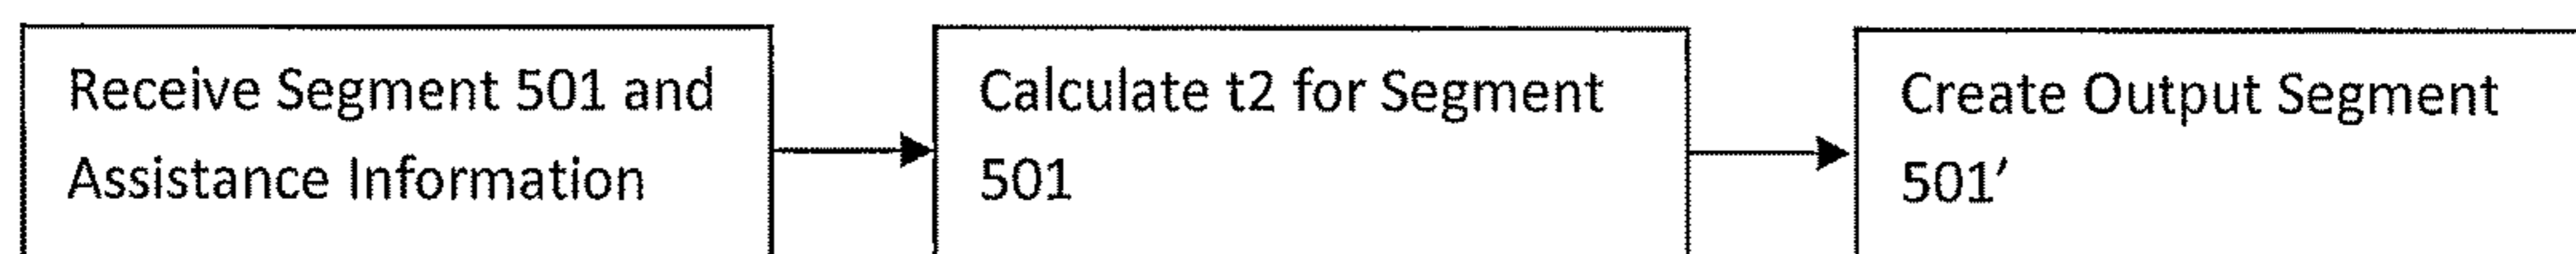 Receive Segment 501 and
Assistance Information
Calculate t2 for Segment
501
Create Output Segment
501′